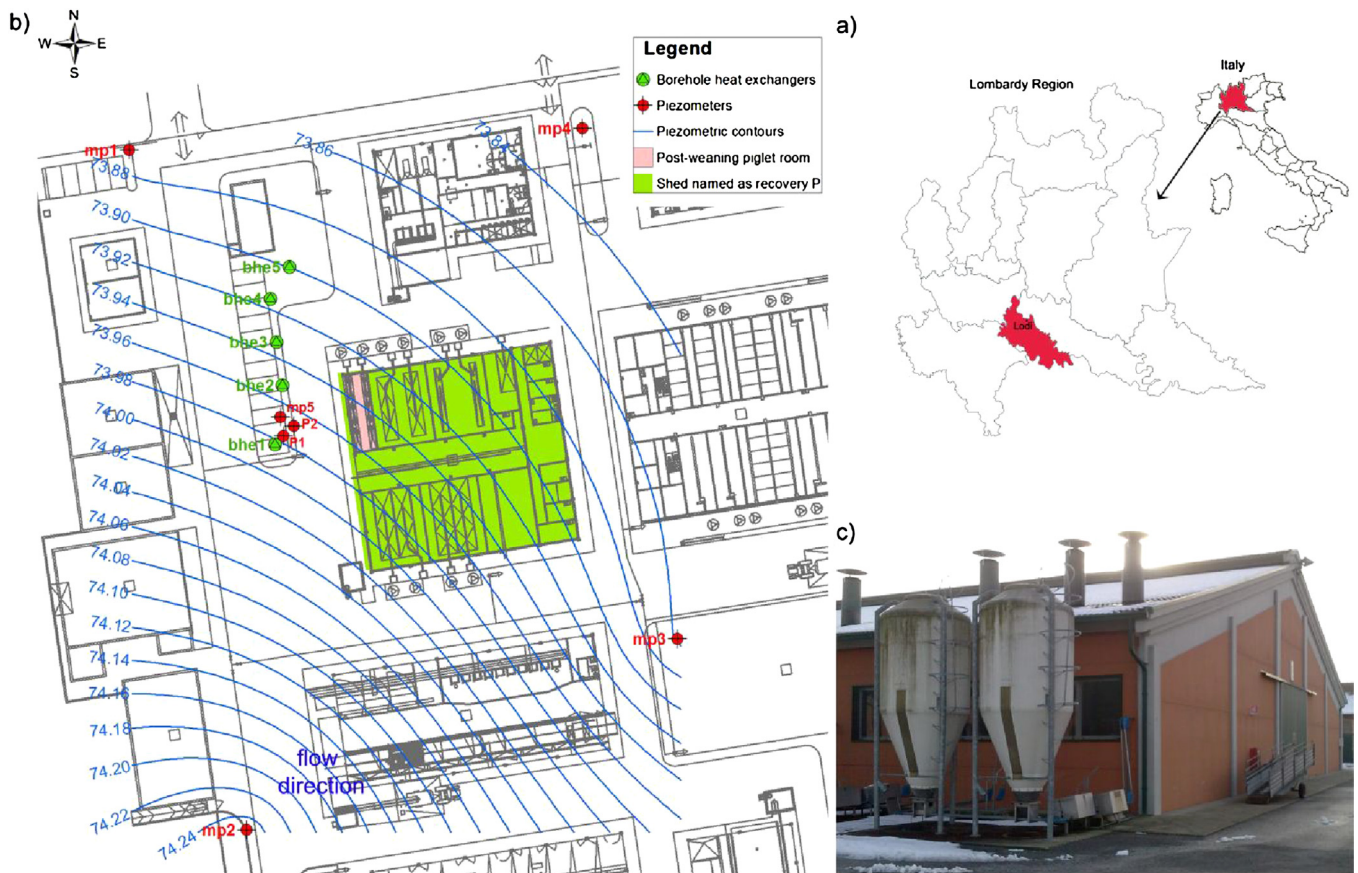 b)
N
W E
S
Legend
Borehole heat exchangers
Piezometers
Piezometric contours
Post-weaning piglet room
Shed named as recovery P
mp1
mp4
73.88
73.86
73.84
73.90
73.92
73.94
73.96
73.98
74.00
74.02
74.04
74.06
74.08
74.10
74.12
74.14
74.16
74.18
74.20
74.22
74.24
bhe5
bhe4
bhe3
bhe2
mp5
P2
P1
bhe1
mp3
mp2
flow
direction
a)
Italy
Lombardy Region
Lodi
c)